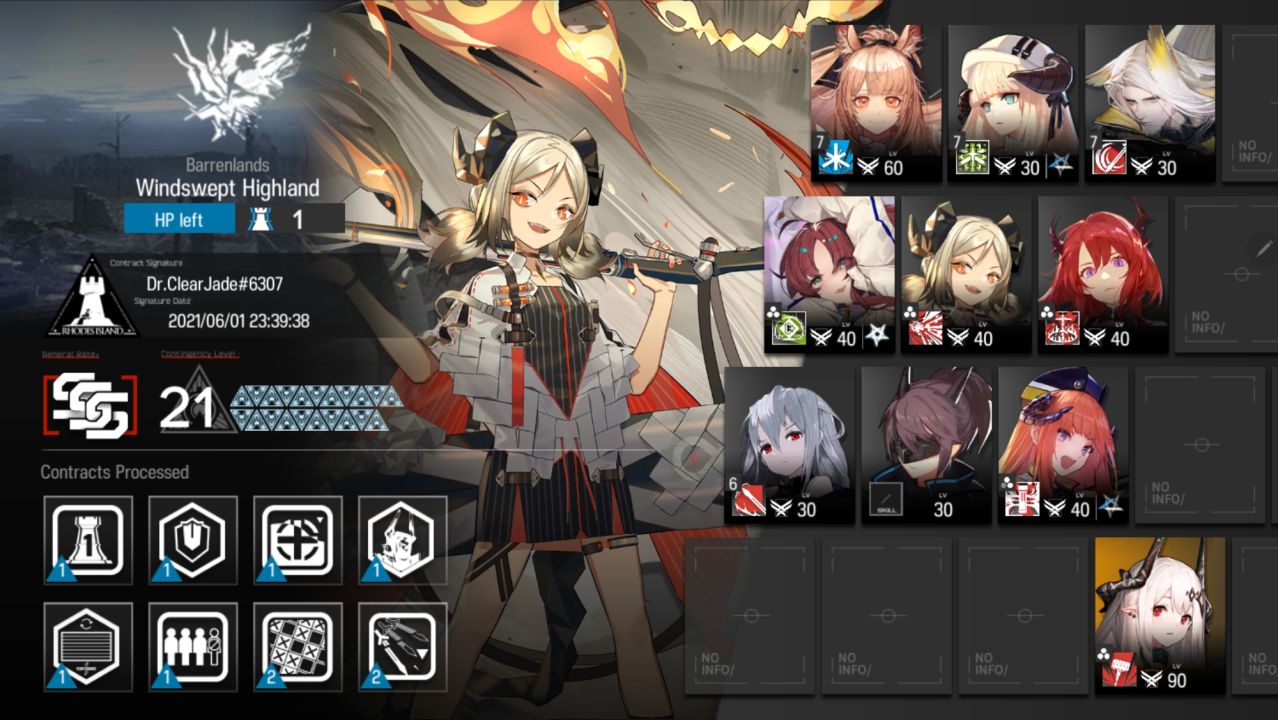 Barrenlands
Windswept Highland
HP left 1
Contract Signature
Dr.ClearJade#6307
Signature Date
2021/06/01 23:39:38
RHODES ISLAND
General Rate:
Contingency Level:
SSS
21
Contracts Processed
1
1
1
1
1
1
1
2
2
7
LV
60
7
LV
30
7
LV
30
NO
INFO/
LV
40
LV
40
LV
40
NO
INFO/
6
LV
30
SKILL
LV
30
LV
40
NO
INFO/
NO
INFO/
NO
INFO/
NO
INFO/
LV
90
NO
INFO/